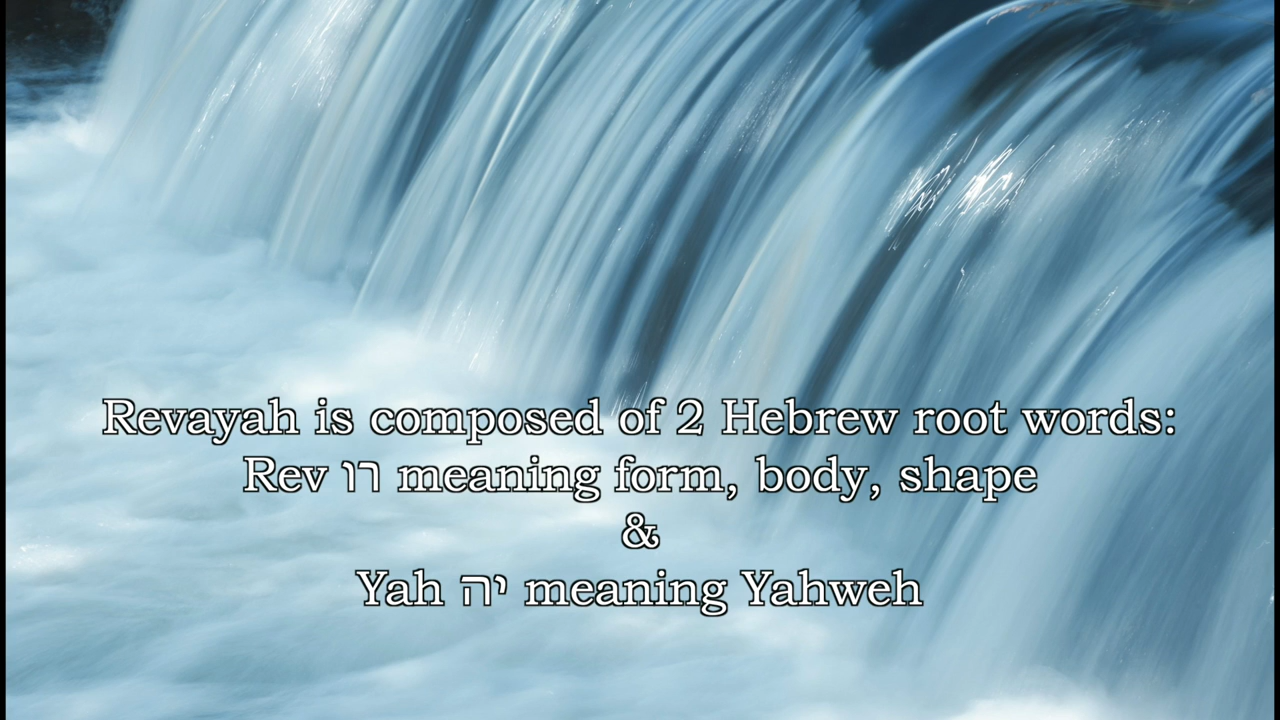 Revayah is composed of 2 Hebrew root words:
Rev רו meaning form, body, shape
&
Yah יה meaning Yahweh